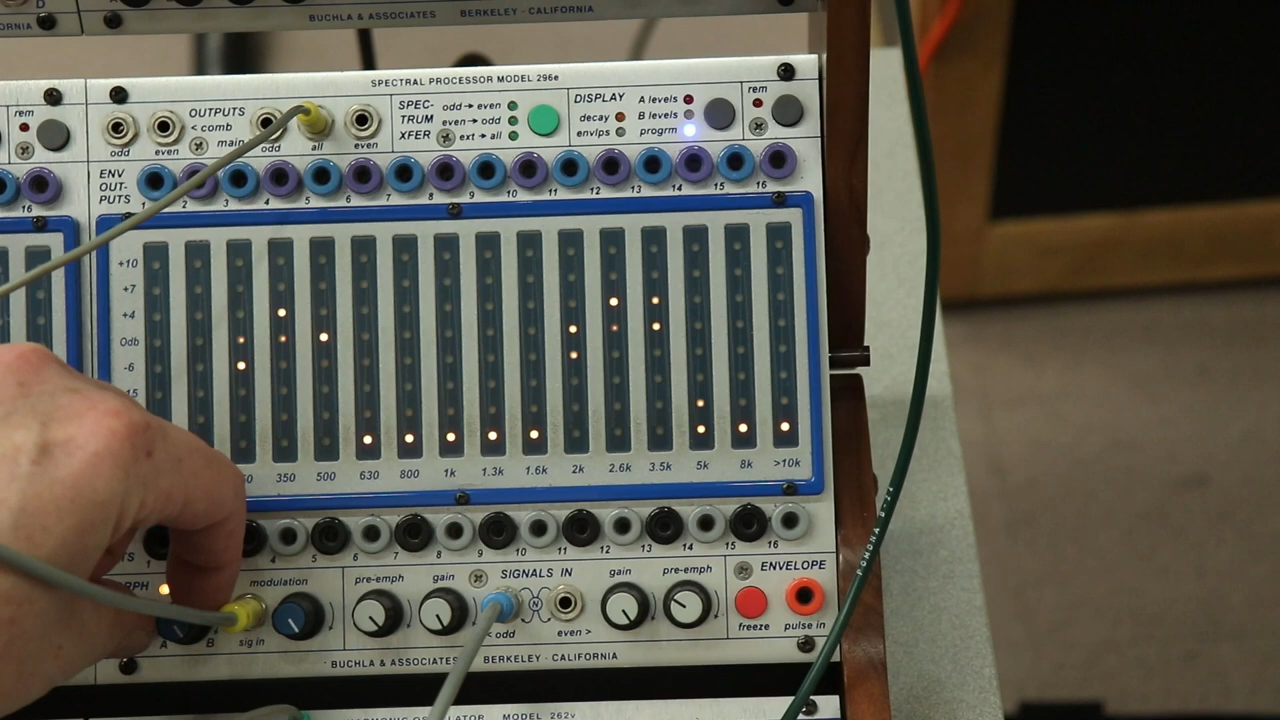 D
BUCHLA & ASSOCIATES BERKELEY - CALIFORNIA
SPECTRAL PROCESSOR MODEL 296e
rem
OUTPUTS
< comb
main
odd
even
odd
all
even
SPEC-
TRUM
XFER
odd→ even
even→ odd
ext→ all
DISPLAY
decay
envlps
A levels
B levels
progrm
rem
ENV
OUT-
PUTS
1 2 3 4 5 6 7 8 9 10 11 12 13 14 15 16
16
+10
+7
+4
0db
-6
350 500 630 800 1k 1.3k 1.6k 2k 2.6k 3.5k 5k 8k >10k
4 5 6 7 8 9 10 11 12 13 14 15 16
A
B
sig in
modulation
pre-emph
gain
SIGNALS IN
< odd
N
even >
gain
pre-emph
ENVELOPE
freeze
pulse in
BUCHLA & ASSOCIATES BERKELEY - CALIFORNIA
MODEL 262v
POMONA B-24